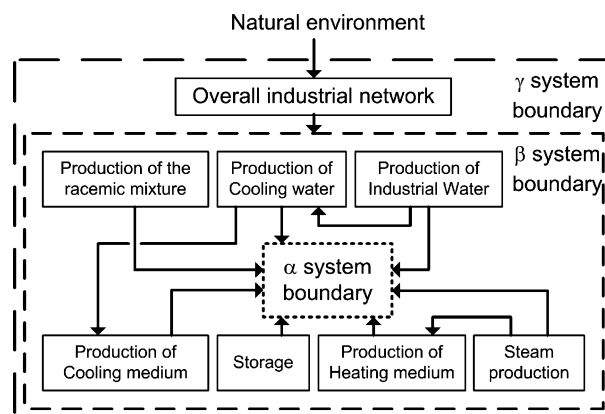 Natural environment
γ system
boundary
Overall industrial network
β system
boundary
Production of the
racemic mixture
Production of
Cooling water
Production of
Industrial Water
α system
boundary
Production of
Cooling medium
Storage
Production of
Heating medium
Steam
production